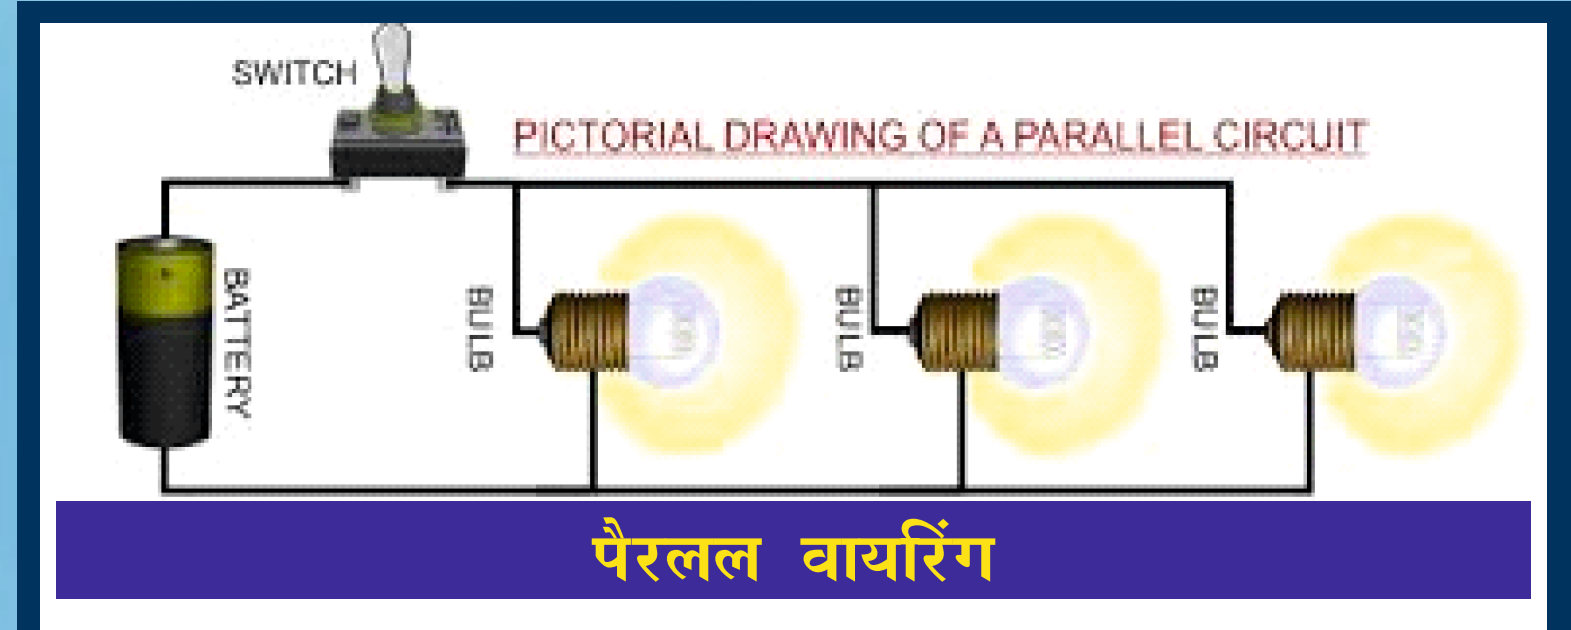 SWITCH
PICTORIAL DRAWING OF A PARALLEL CIRCUIT
BATTERY
BULB
BULB
BULB
पैरलल वायरिंग